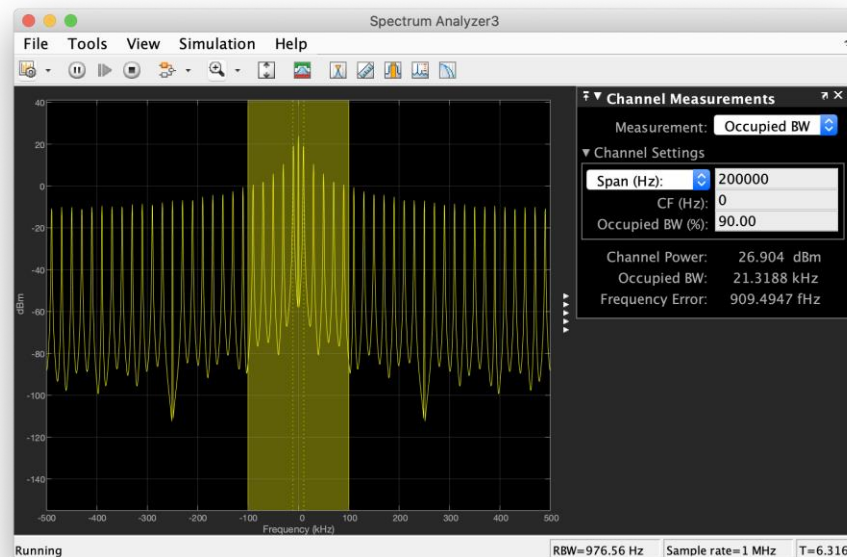 Spectrum Analyzer3
File Tools View Simulation Help
Channel Measurements
Measurement: Occupied BW
Channel Settings
Span (Hz): 200000
CF (Hz): 0
Occupied BW (%): 90.00
Channel Power: 26.904 dBm
Occupied BW: 21.3188 kHz
Frequency Error: 909.4947 fHz
40
20
0
-20
-40
-60
-80
-100
-120
-140
dBm
-500 -400 -300 -200 -100 0 100 200 300 400 500
Frequency (kHz)
Running RBW=976.56 Hz Sample rate=1 MHz T=6.316